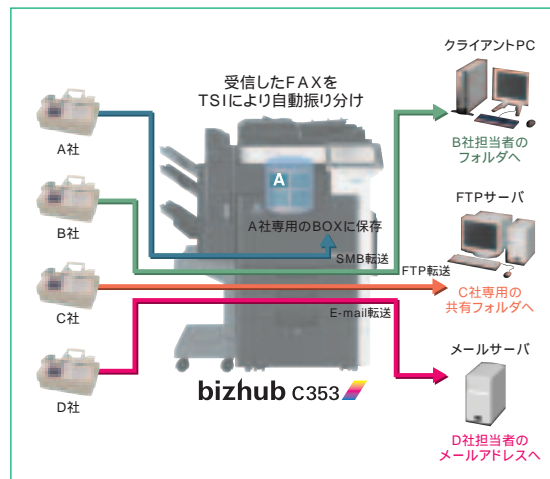 受信したFAXを
TSIにより自動振り分け
A社
B社
C社
D社
A
A社専用のBOXに保存
SMB転送
FTP転送
E-mail転送
bizhub C353
クライアントPC
B社担当者の
フォルダへ
FTPサーバ
C社専用の
共有フォルダへ
メールサーバ
D社担当者の
メールアドレスへ